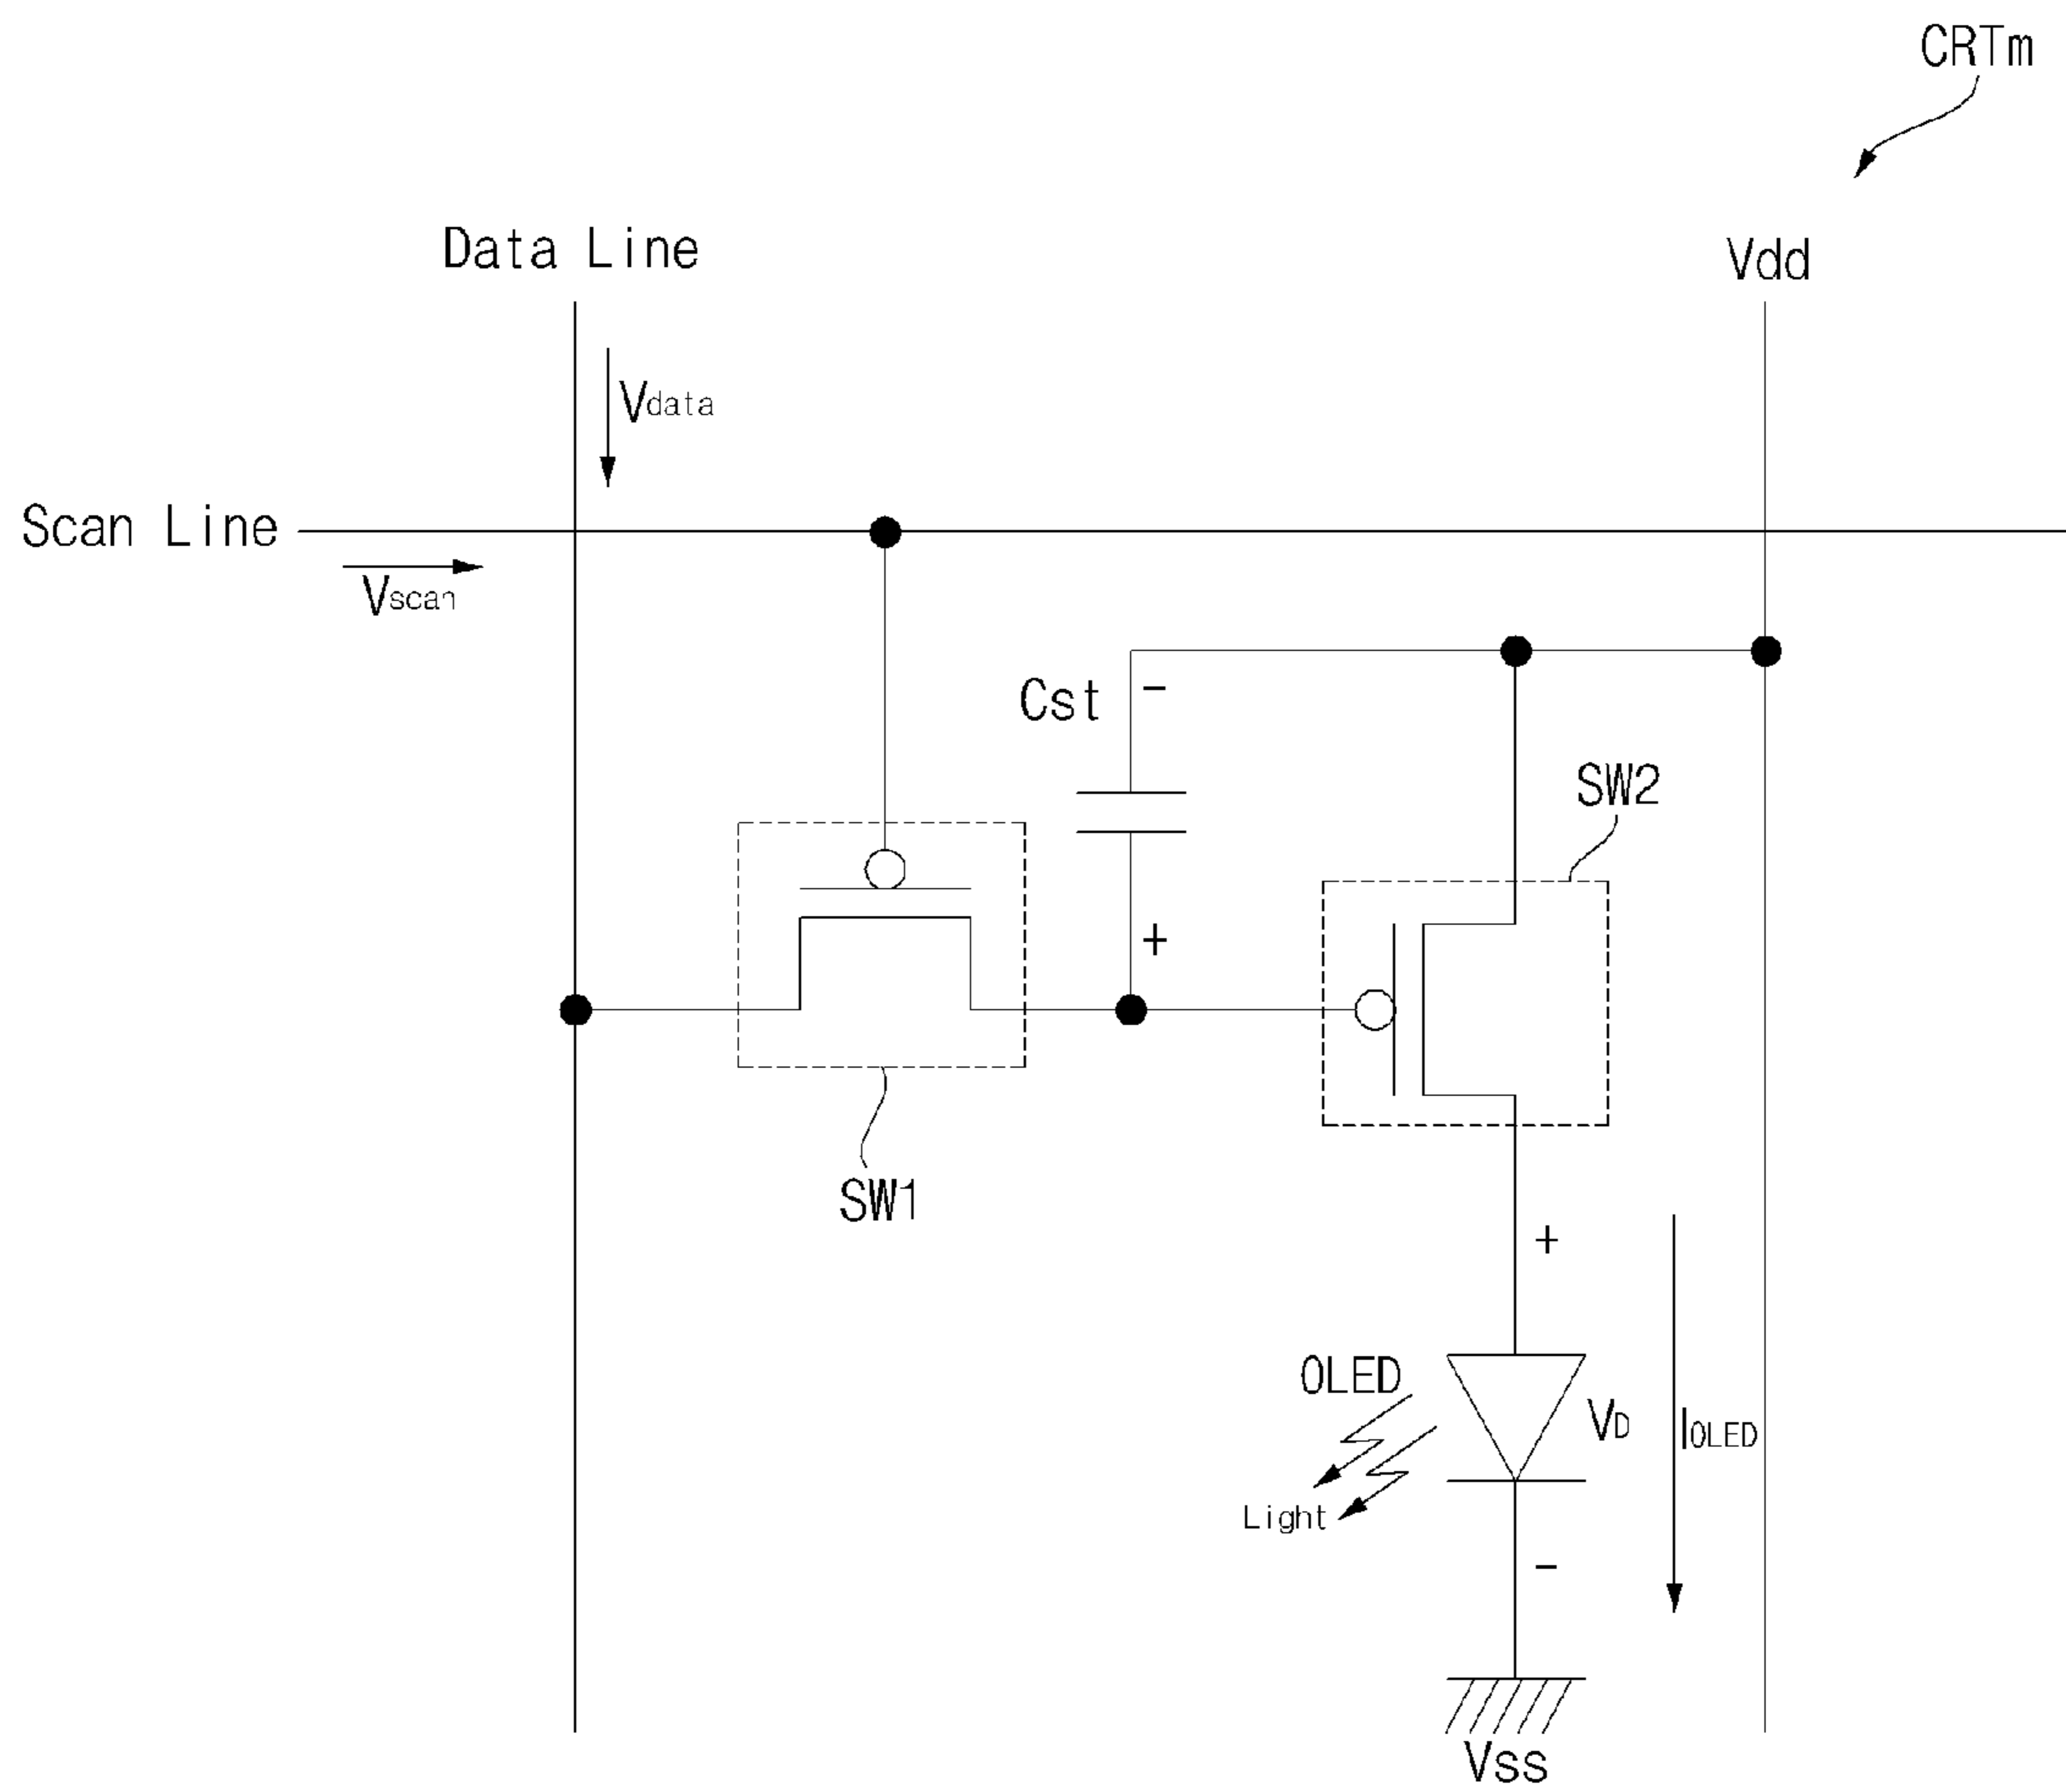 CRTm
Data Line
Vdd
Vdata
Scan Line
Vscan
Cst
-
SW2
+
SW1
+
OLED
VD
IOLED
Light
-
Vss